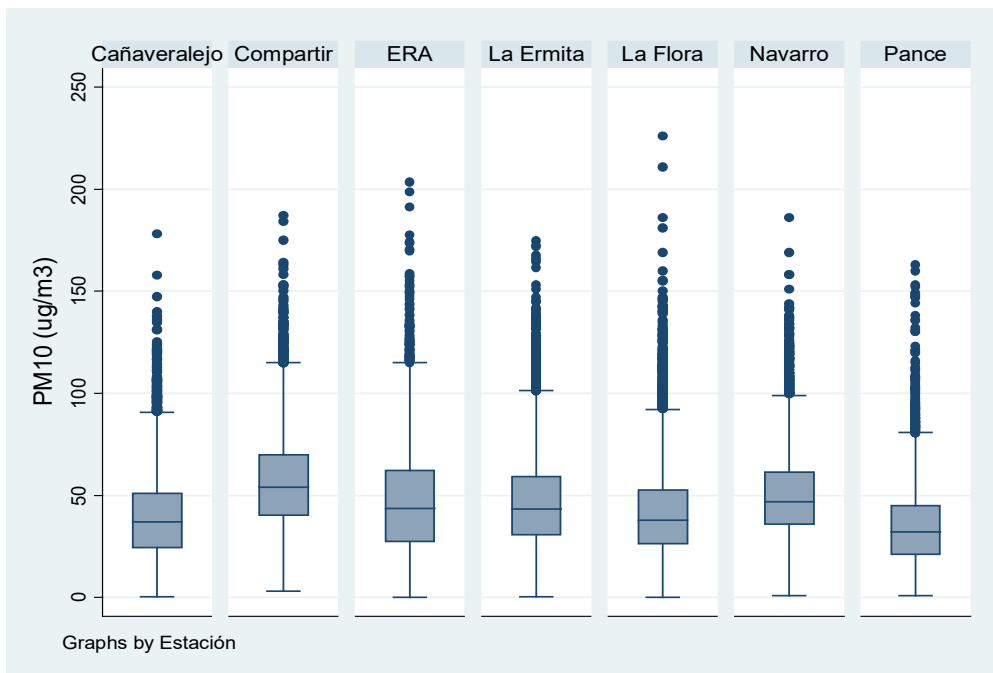 Cañaveralejo Compartir ERA La Ermita La Flora Navarro Pance
250
200
150
100
50
0
PM10 (ug/m3)
Graphs by Estación